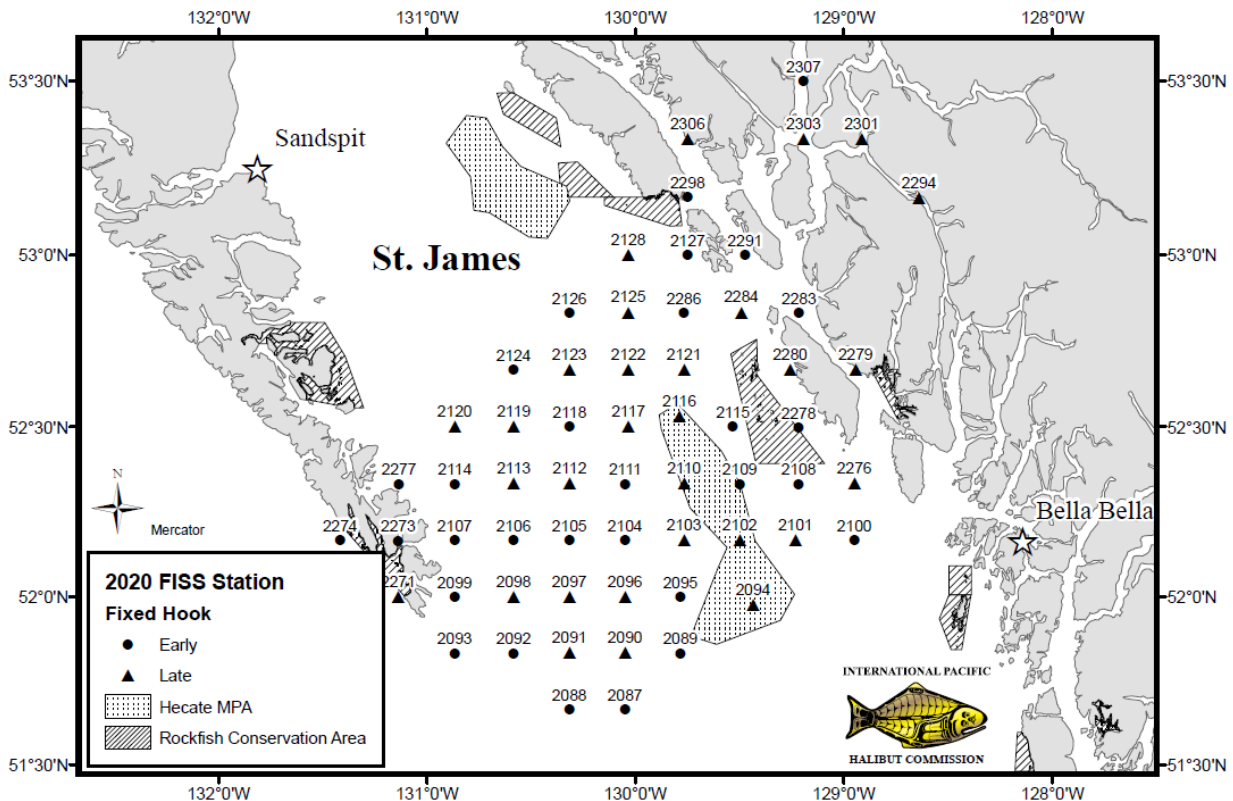 132°0'W 131°0'W 130°0'W 129°0'W 128°0'W
53°30'N 2307 53°30'N
2306 2303 2301
Sandspit
2298 2294
53°0'N St. James 2128 2127 2291 53°0'N
2126 2125 2286 2284 2283
2124 2123 2122 2121 2280 2279
2116
52°30'N 2120 2119 2118 2117 2115 2278 52°30'N
2277 2114 2113 2112 2111 2110 2109 2108 2276
N
Mercator
Bella Bella
2274 2273 2107 2106 2105 2104 2103 2102 2101 2100
52°0'N 2271 2099 2098 2097 2096 2095 2094 52°0'N
2093 2092 2091 2090 2089
2088 2087
2020 FISS Station
Fixed Hook
Early
Late
Hecate MPA
Rockfish Conservation Area
INTERNATIONAL PACIFIC
HALIBUT COMMISSION
51°30'N 51°30'N
132°0'W 131°0'W 130°0'W 129°0'W 128°0'W